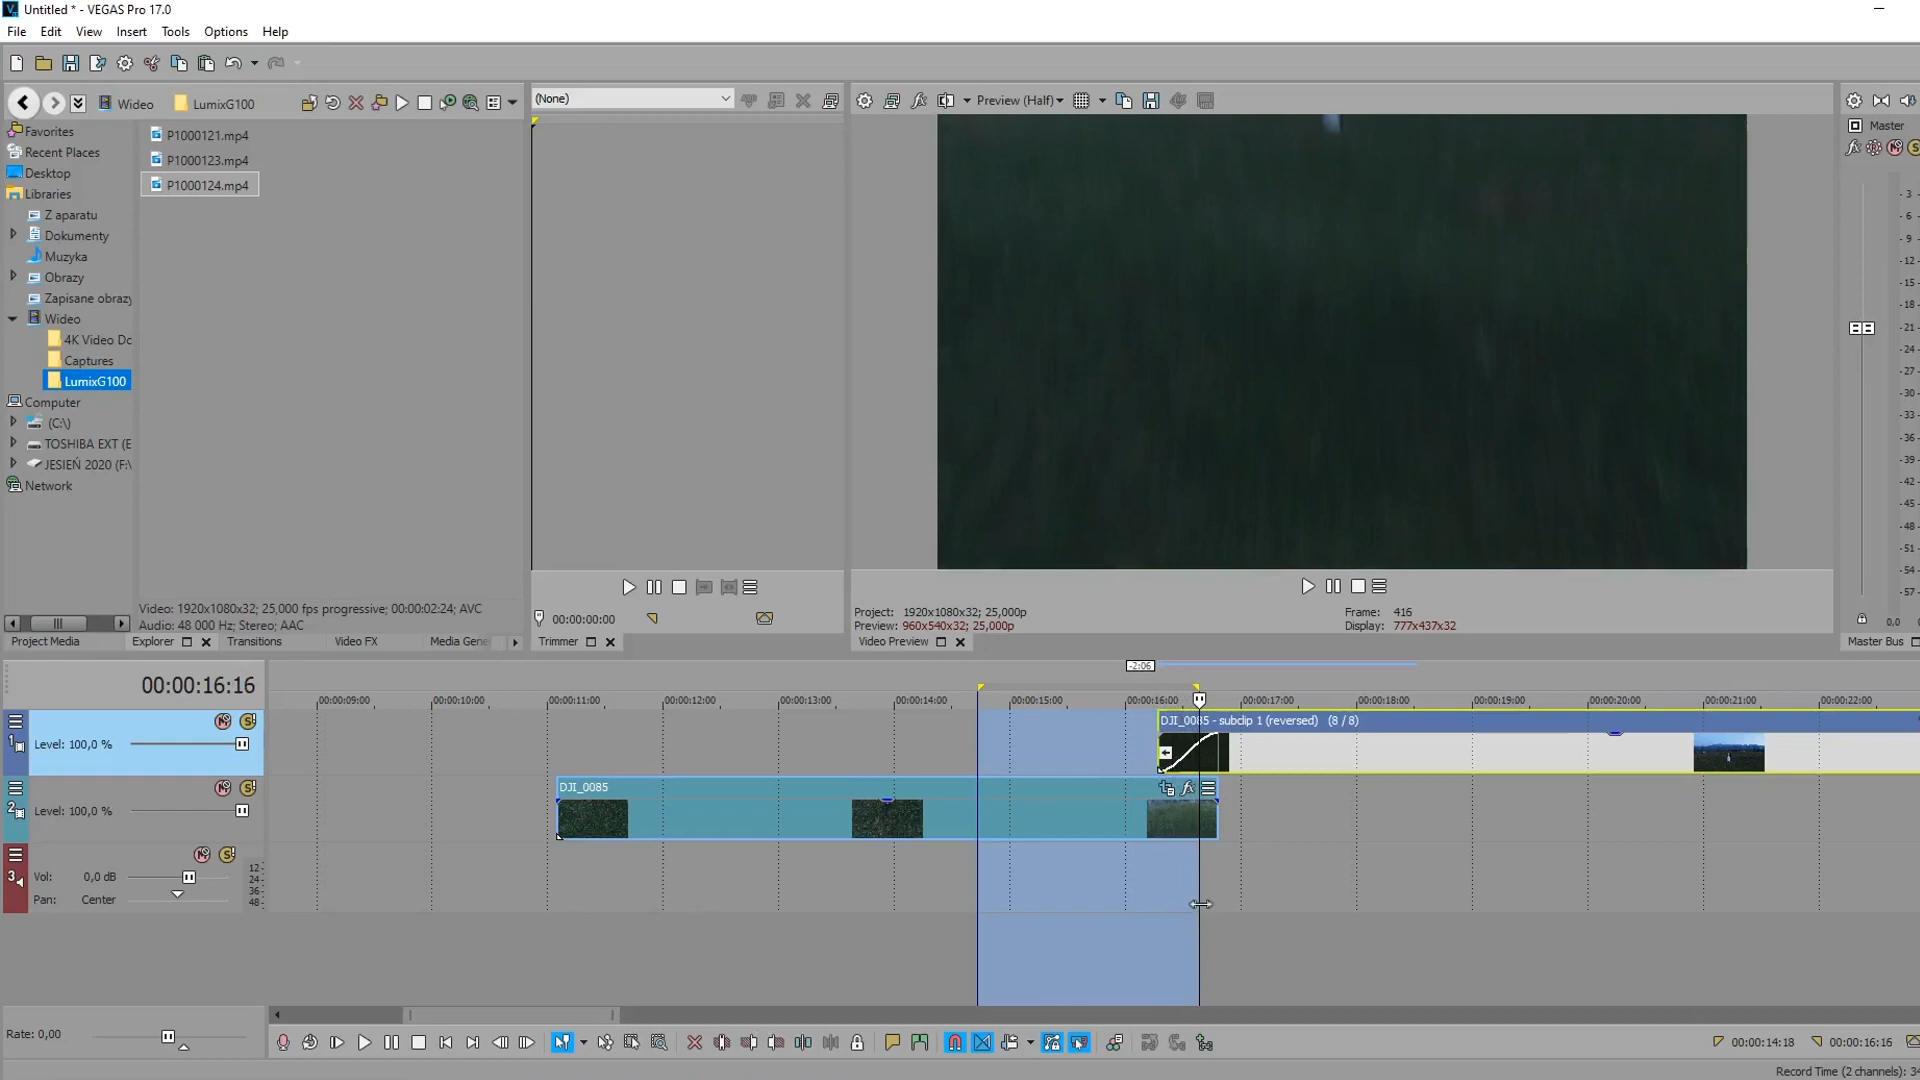 Untitled * - VEGAS Pro 17.0
File Edit View Insert Tools Options Help
Wideo LumixG100
(None)
Preview (Half)
Master
Favorites
Recent Places
Desktop
Libraries
Z aparatu
Dokumenty
Muzyka
Obrazy
Zapisane obrazy
Wideo
4K Video Dc
Captures
LumixG100
Computer
(C:\)
TOSHIBA EXT (E
JESIEŃ 2020 (F:\
Network
P1000121.mp4
P1000123.mp4
P1000124.mp4
Video: 1920x1080x32; 25,000 fps progressive; 00:00:02:24; AVC
Audio: 48 000 Hz; Stereo; AAC
Project Media Explorer Transitions Video FX Media Gene
00:00:00:00
Trimmer
Project: 1920x1080x32; 25,000p
Preview: 960x540x32; 25,000p
Frame: 416
Display: 777x437x32
Video Preview
-3
-6
-9
-12
-15
-18
-21
-24
-27
-30
-33
-36
-39
-42
-45
-48
-51
-54
-57
0,0
Master Bus
-2:06
00:00:16:16
00:00:09:00 00:00:10:00 00:00:11:00 00:00:12:00 00:00:13:00 00:00:14:00 00:00:15:00 00:00:16:00 00:00:17:00 00:00:18:00 00:00:19:00 00:00:20:00 00:00:21:00 00:00:22:00
1
Level: 100,0 %
DJI_0085 - subclip 1 (reversed) (8 / 8)
2
Level: 100,0 %
DJI_0085
3
Vol: 0,0 dB
Pan: Center
12
24
36
48
Rate: 0,00
00:00:14:18 00:00:16:16
Record Time (2 channels): 34